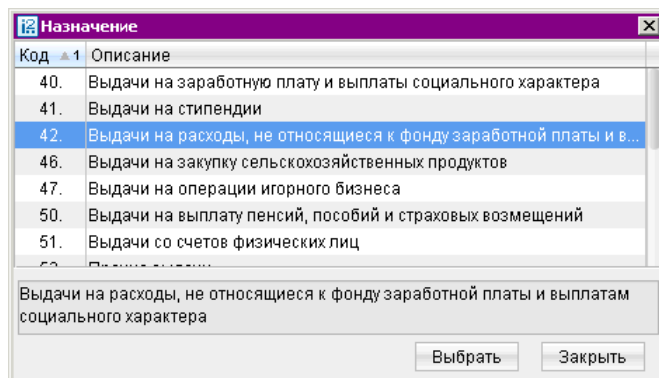 Назначение
Код 1 Описание
40. Выдачи на заработную плату и выплаты социального характера
41. Выдачи на стипендии
42. Выдачи на расходы, не относящиеся к фонду заработной платы и в...
46. Выдачи на закупку сельскохозяйственных продуктов
47. Выдачи на операции игорного бизнеса
50. Выдачи на выплату пенсий, пособий и страховых возмещений
51. Выдачи со счетов физических лиц
Выдачи на расходы, не относящиеся к фонду заработной платы и выплатам
социального характера
Выбрать Закрыть